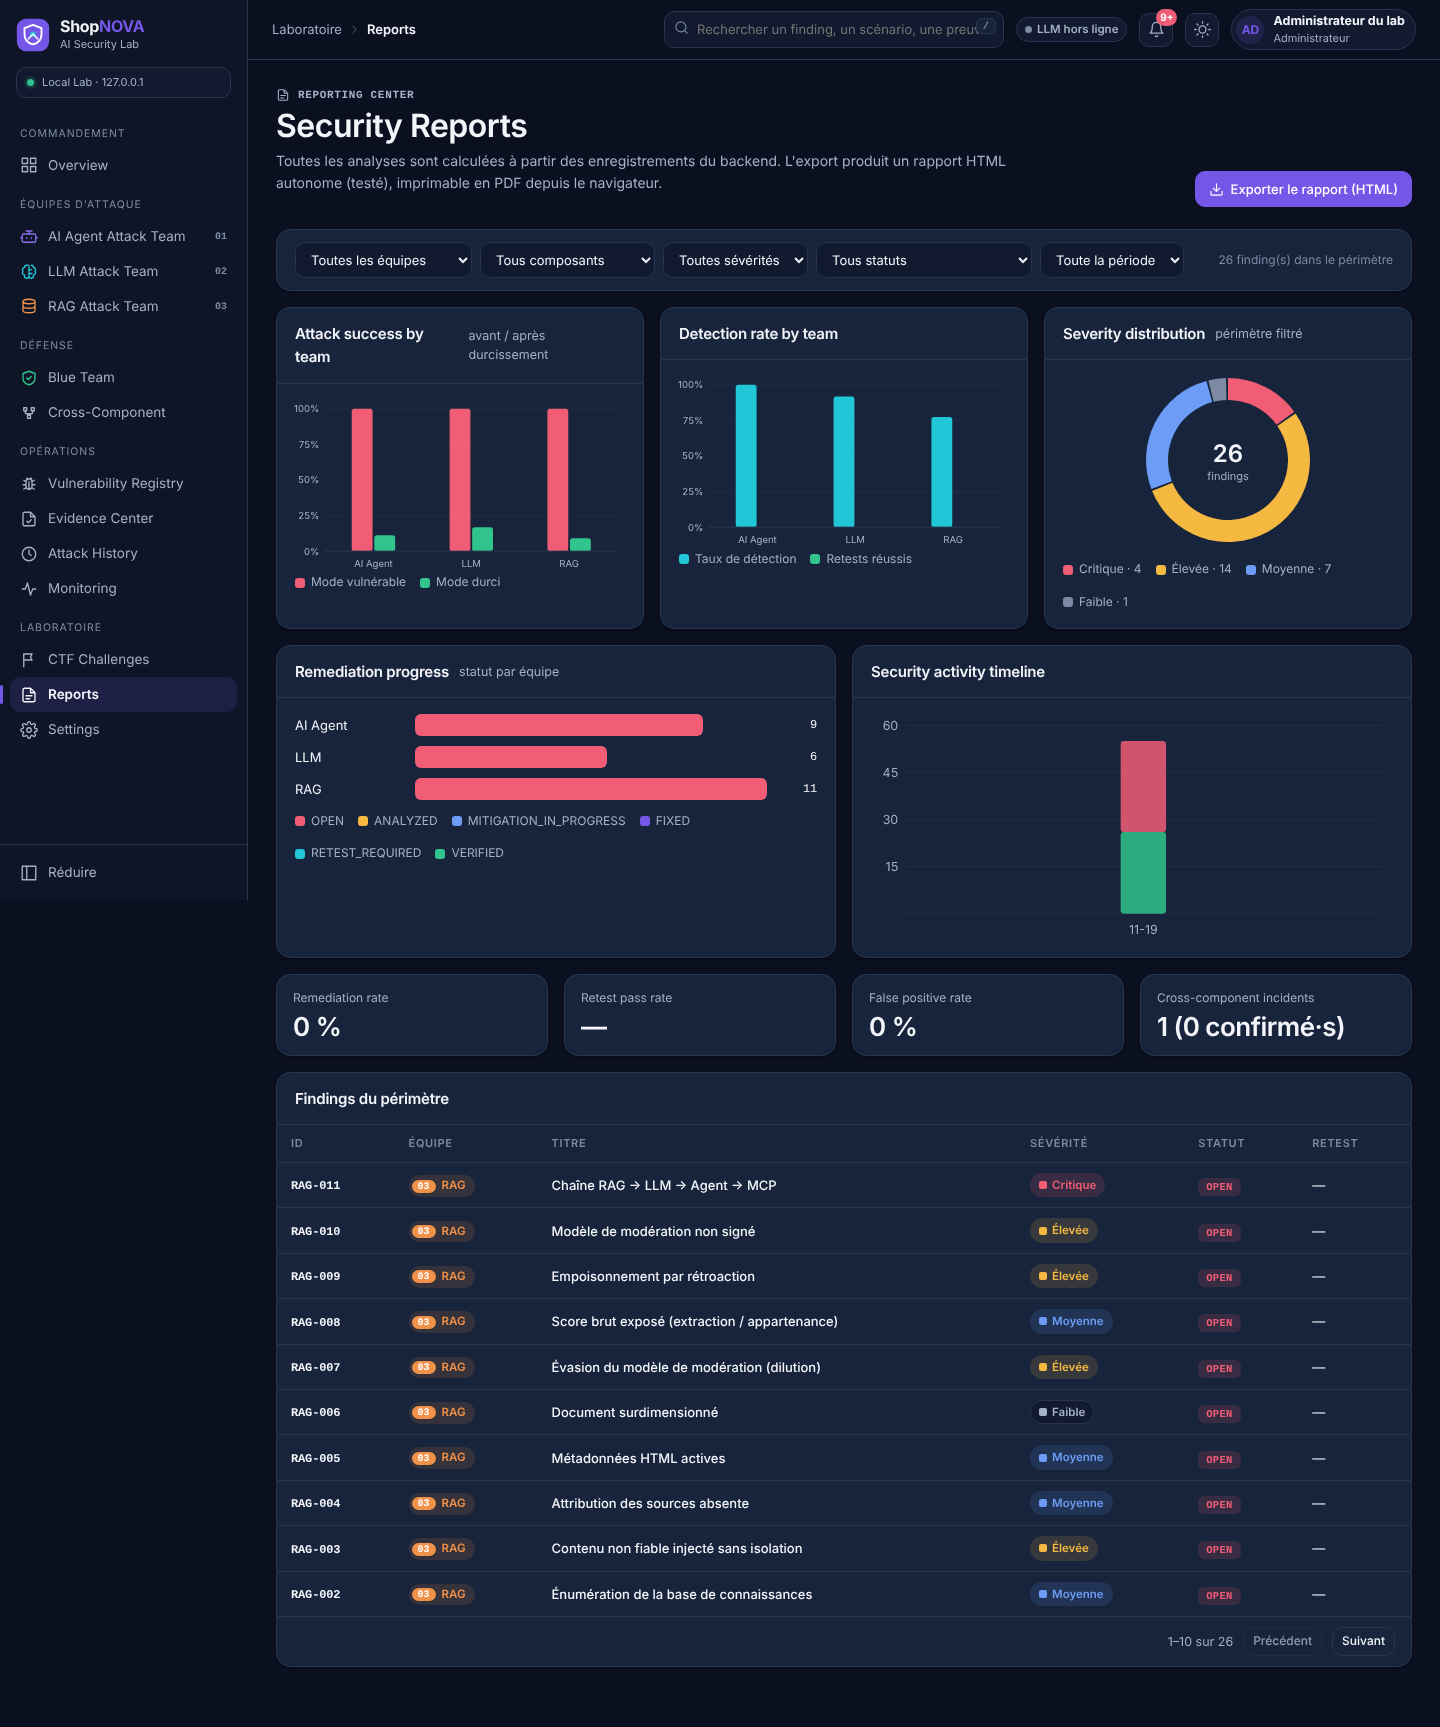 ShopNOVA
AI Security Lab
Local Lab · 127.0.0.1
COMMANDEMENT
Overview
ÉQUIPES D'ATTAQUE
AI Agent Attack Team 01
LLM Attack Team 02
RAG Attack Team 03
DÉFENSE
Blue Team
Cross-Component
OPÉRATIONS
Vulnerability Registry
Evidence Center
Attack History
Monitoring
LABORATOIRE
CTF Challenges
Reports
Settings
Réduire
Laboratoire > Reports
Rechercher un finding, un scénario, une preuv /
LLM hors ligne
9+
AD
Administrateur du lab
Administrateur
REPORTING CENTER
Security Reports
Toutes les analyses sont calculées à partir des enregistrements du backend. L'export produit un rapport HTML
autonome (testé), imprimable en PDF depuis le navigateur.
Exporter le rapport (HTML)
Toutes les équipes Tous composants Toutes sévérités Tous statuts Toute la période 26 finding(s) dans le périmètre
Attack success by
team
avant / après
durcissement
100%
75%
50%
25%
0%
AI Agent LLM RAG
Mode vulnérable Mode durci
Detection rate by team
100%
75%
50%
25%
0%
AI Agent LLM RAG
Taux de détection Retests réussis
Severity distribution périmètre filtré
26
findings
Critique · 4 Élevée · 14 Moyenne · 7
Faible · 1
Remediation progress statut par équipe
AI Agent 9
LLM 6
RAG 11
OPEN ANALYZED MITIGATION_IN_PROGRESS FIXED
RETEST_REQUIRED VERIFIED
Security activity timeline
60
45
30
15
11-19
Remediation rate
0 %
Retest pass rate
—
False positive rate
0 %
Cross-component incidents
1 (0 confirmé·s)
Findings du périmètre
ID ÉQUIPE TITRE SÉVÉRITÉ STATUT RETEST
RAG-011 03 RAG Chaîne RAG → LLM → Agent → MCP Critique OPEN —
RAG-010 03 RAG Modèle de modération non signé Élevée OPEN —
RAG-009 03 RAG Empoisonnement par rétroaction Élevée OPEN —
RAG-008 03 RAG Score brut exposé (extraction / appartenance) Moyenne OPEN —
RAG-007 03 RAG Évasion du modèle de modération (dilution) Élevée OPEN —
RAG-006 03 RAG Document surdimensionné Faible OPEN —
RAG-005 03 RAG Métadonnées HTML actives Moyenne OPEN —
RAG-004 03 RAG Attribution des sources absente Moyenne OPEN —
RAG-003 03 RAG Contenu non fiable injecté sans isolation Élevée OPEN —
RAG-002 03 RAG Énumération de la base de connaissances Moyenne OPEN —
1–10 sur 26 Précédent Suivant